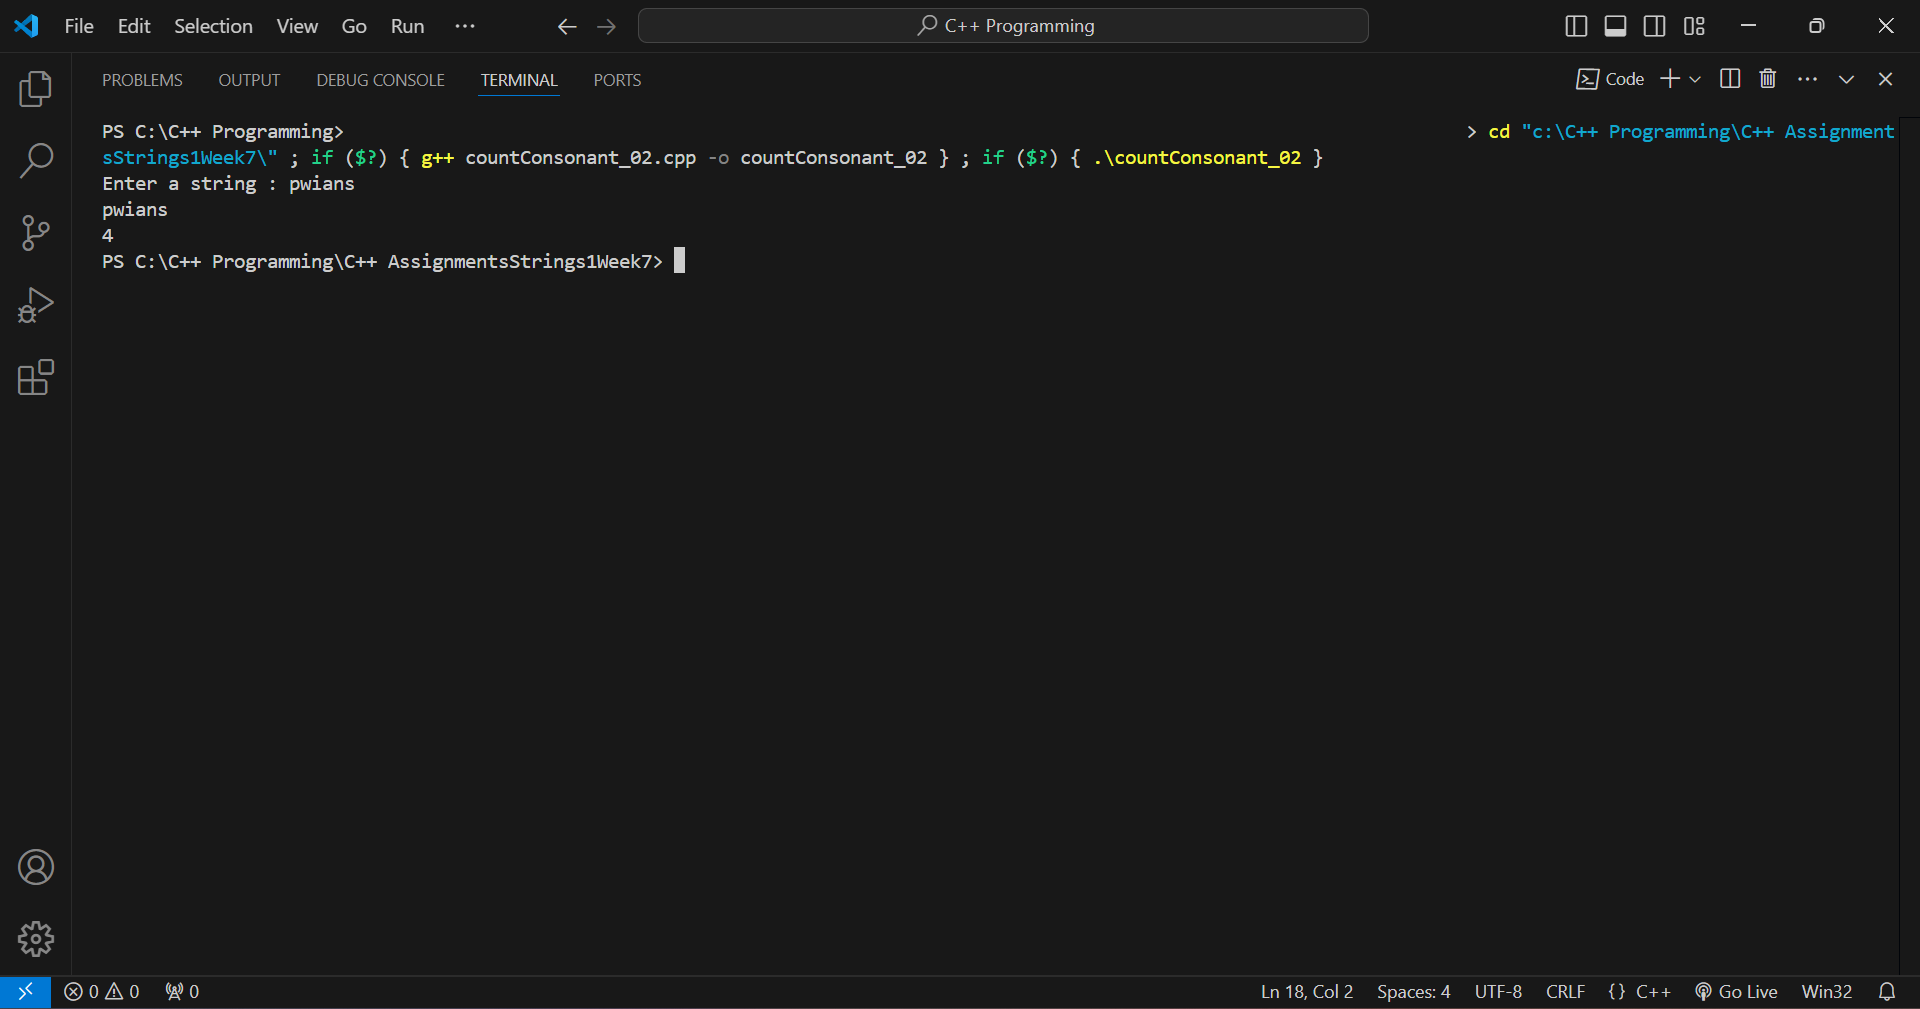 File Edit Selection View Go Run ···
C++ Programming
PROBLEMS OUTPUT DEBUG CONSOLE TERMINAL PORTS
Code
PS C:\C++ Programming> > cd "c:\C++ Programming\C++ Assignment
sStrings1Week7\" ; if ($?) { g++ countConsonant_02.cpp -o countConsonant_02 } ; if ($?) { .\countConsonant_02 }
Enter a string : pwians
pwians
4
PS C:\C++ Programming\C++ AssignmentsStrings1Week7>
0 0 0 Ln 18, Col 2 Spaces: 4 UTF-8 CRLF {} C++ Go Live Win32